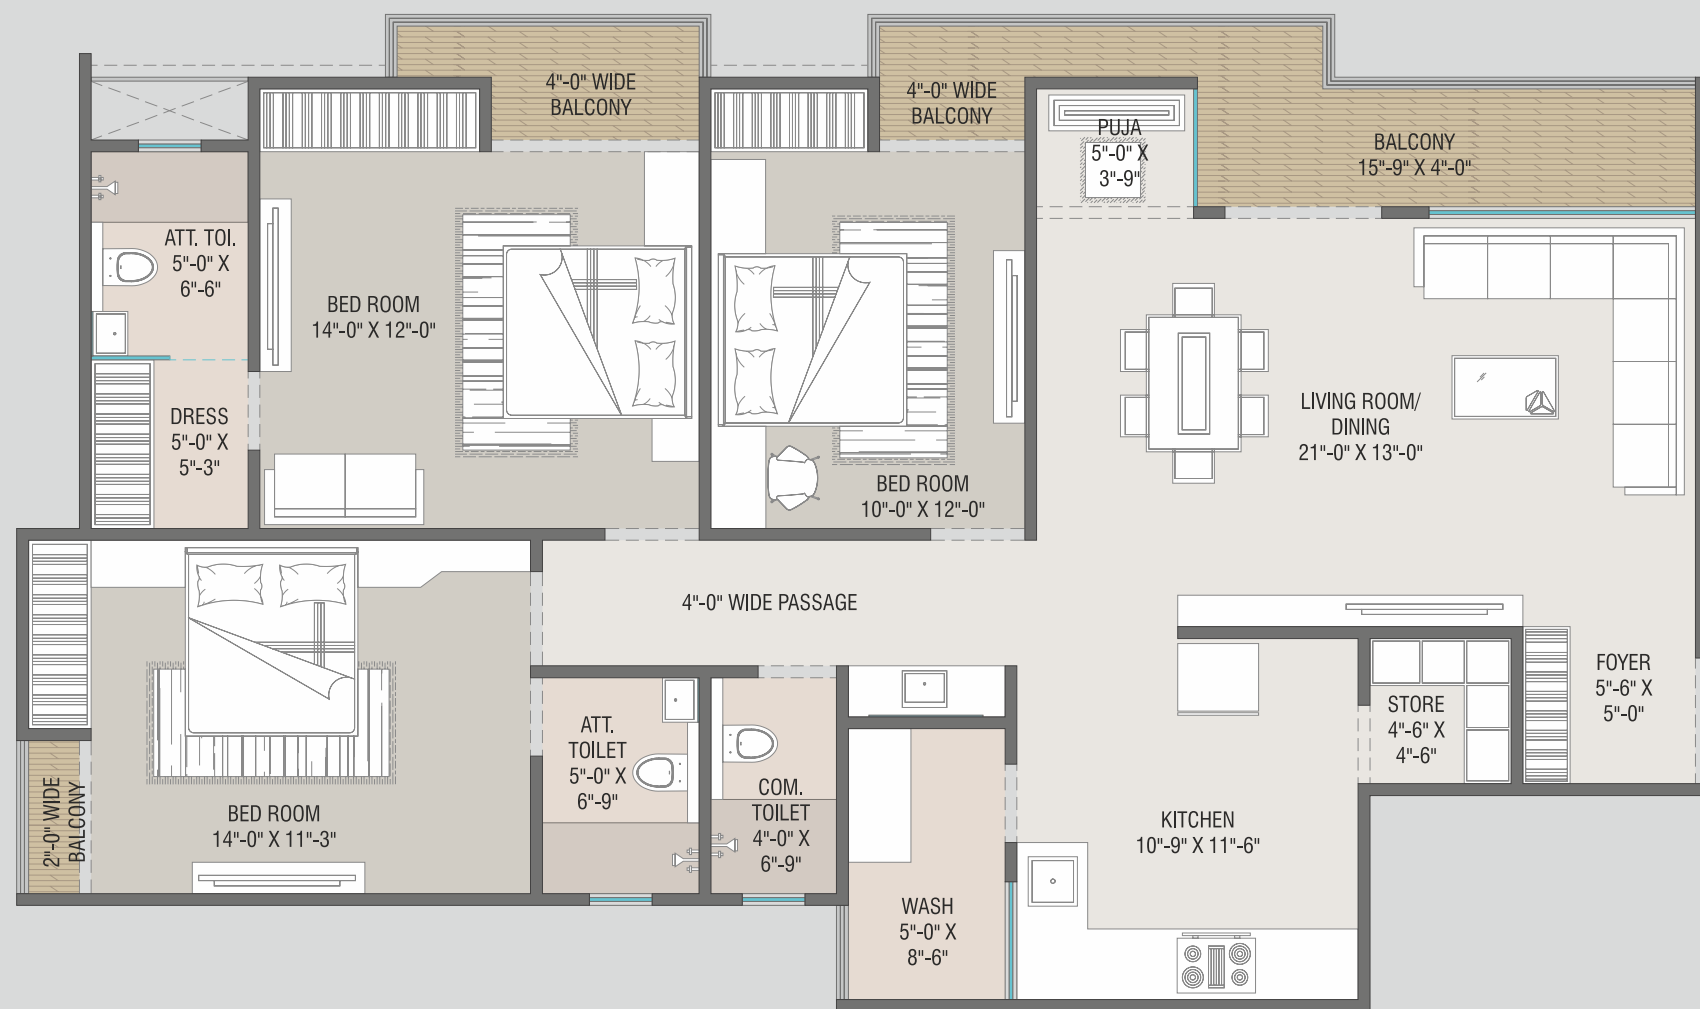 4"-0" WIDE
BALCONY
4"-0" WIDE
BALCONY
PUJA
5"-0" X
3"-9"
BALCONY
15"-9" X 4"-0"
ATT. TOI.
5"-0" X
6"-6"
BED ROOM
14"-0" X 12"-0"
DRESS
5"-0" X
5"-3"
BED ROOM
10"-0" X 12"-0"
LIVING ROOM/
DINING
21"-0" X 13"-0"
4"-0" WIDE PASSAGE
FOYER
5"-6" X
5"-0"
STORE
4"-6" X
4"-6"
ATT.
TOILET
5"-0" X
6"-9"
COM.
TOILET
4"-0" X
6"-9"
2"-0" WIDE
BALCONY
BED ROOM
14"-0" X 11"-3"
KITCHEN
10"-9" X 11"-6"
WASH
5"-0" X
8"-6"